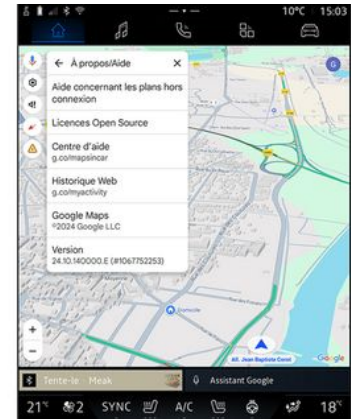 10°C 15:03
À propos/Aide
Aide concernant les plans hors
connexion
Licences Open Source
Centre d'aide
g.co/mapsincar
Historique Web
g.co/myactivity
Google Maps
©2024 Google LLC
Version
24.10.140000.E (#1067752253)
G
All. Jean Baptiste Corot
Google
Tente-le Meak
Assistant Google
21° 2 SYNC A/C 18°